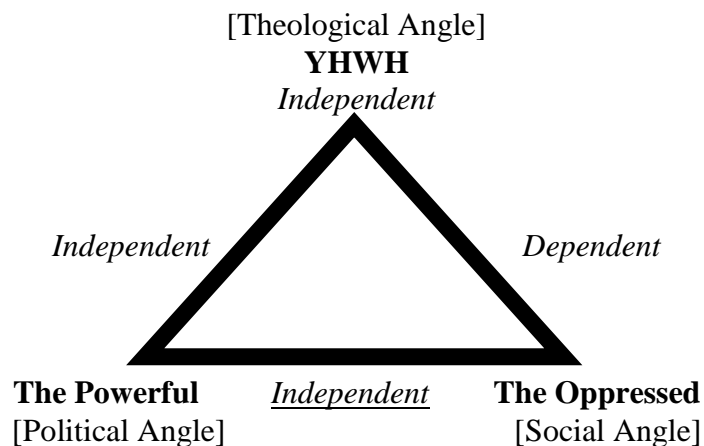 [Theological Angle]
YHWH
Independent
Independent Dependent
The Powerful Independent The Oppressed
[Political Angle] [Social Angle]